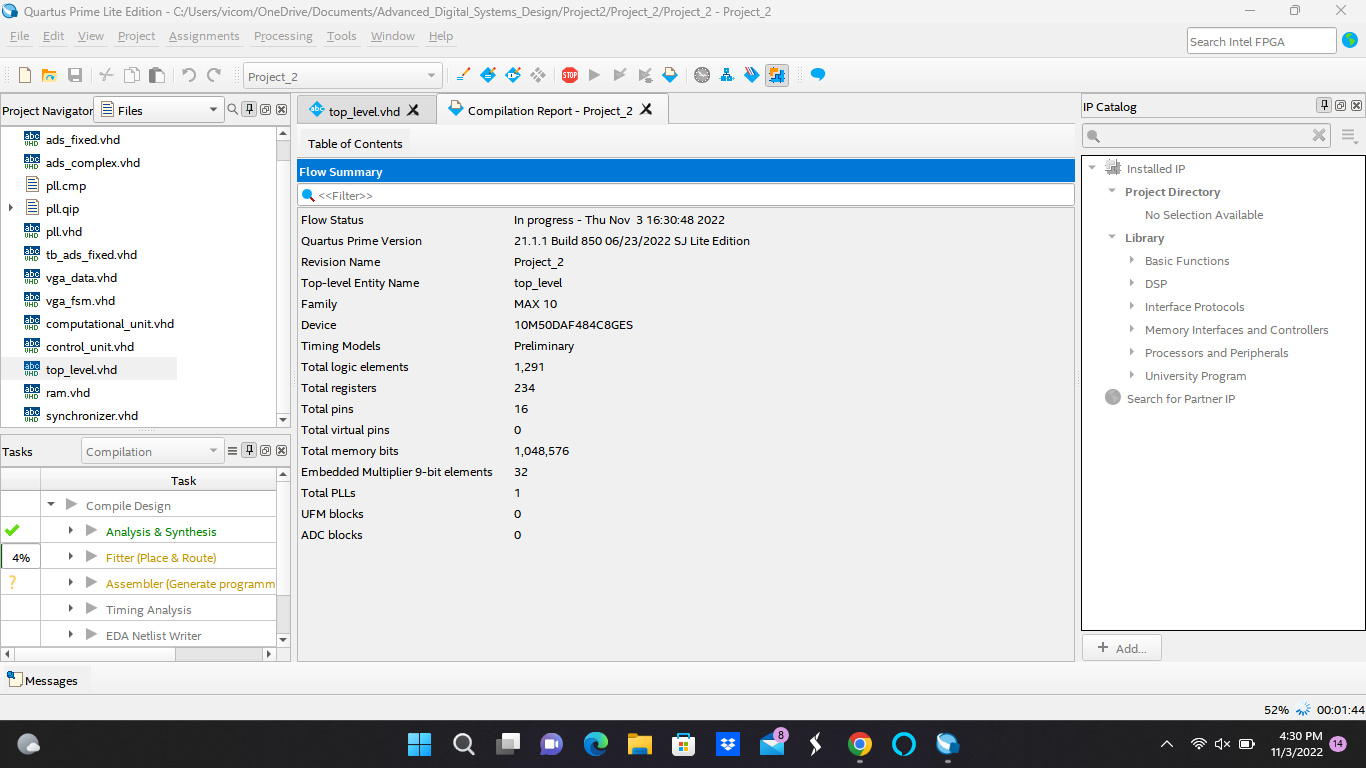 Quartus Prime Lite Edition - C:/Users/vicom/OneDrive/Documents/Advanced_Digital_Systems_Design/Project2/Project_2/Project_2 - Project_2
File Edit View Project Assignments Processing Tools Window Help
Search Intel FPGA
Project_2
STOP
Project Navigator Files
ads_fixed.vhd
ads_complex.vhd
pll.cmp
pll.qip
pll.vhd
tb_ads_fixed.vhd
vga_data.vhd
vga_fsm.vhd
computational_unit.vhd
control_unit.vhd
top_level.vhd
ram.vhd
synchronizer.vhd
Tasks Compilation
Task
Compile Design
Analysis & Synthesis
4% Fitter (Place & Route)
? Assembler (Generate programm
Timing Analysis
EDA Netlist Writer
top_level.vhd
Compilation Report - Project_2
Table of Contents
Flow Summary
<<Filter>>
Flow Status In progress - Thu Nov 3 16:30:48 2022
Quartus Prime Version 21.1.1 Build 850 06/23/2022 SJ Lite Edition
Revision Name Project_2
Top-level Entity Name top_level
Family MAX 10
Device 10M50DAF484C8GES
Timing Models Preliminary
Total logic elements 1,291
Total registers 234
Total pins 16
Total virtual pins 0
Total memory bits 1,048,576
Embedded Multiplier 9-bit elements 32
Total PLLs 1
UFM blocks 0
ADC blocks 0
IP Catalog
Installed IP
Project Directory
No Selection Available
Library
Basic Functions
DSP
Interface Protocols
Memory Interfaces and Controllers
Processors and Peripherals
University Program
Search for Partner IP
+ Add...
Messages
52% 00:01:44
8
4:30 PM
11/3/2022
14